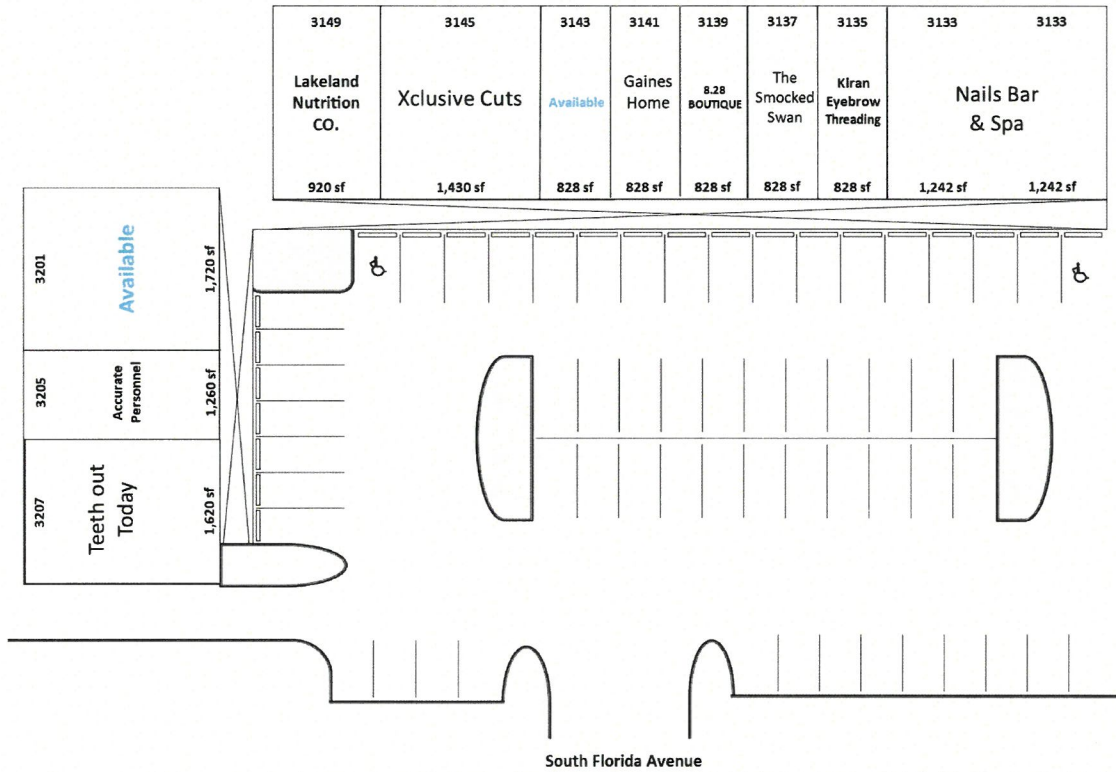 3149
3145
3143
3141
3139
3137
3135
3133
3133
Lakeland
Nutrition
CO.
Xclusive Cuts
Available
Gaines
Home
8.28
BOUTIQUE
The
Smocked
Swan
Kiran
Eyebrow
Threading
Nails Bar
& Spa
920 sf
1,430 sf
828 sf
828 sf
828 sf
828 sf
828 sf
1,242 sf
1,242 sf
3201
Available
1,720 sf
3205
Accurate
Personnel
1,260 sf
3207
Teeth out
Today
1,620 sf
South Florida Avenue